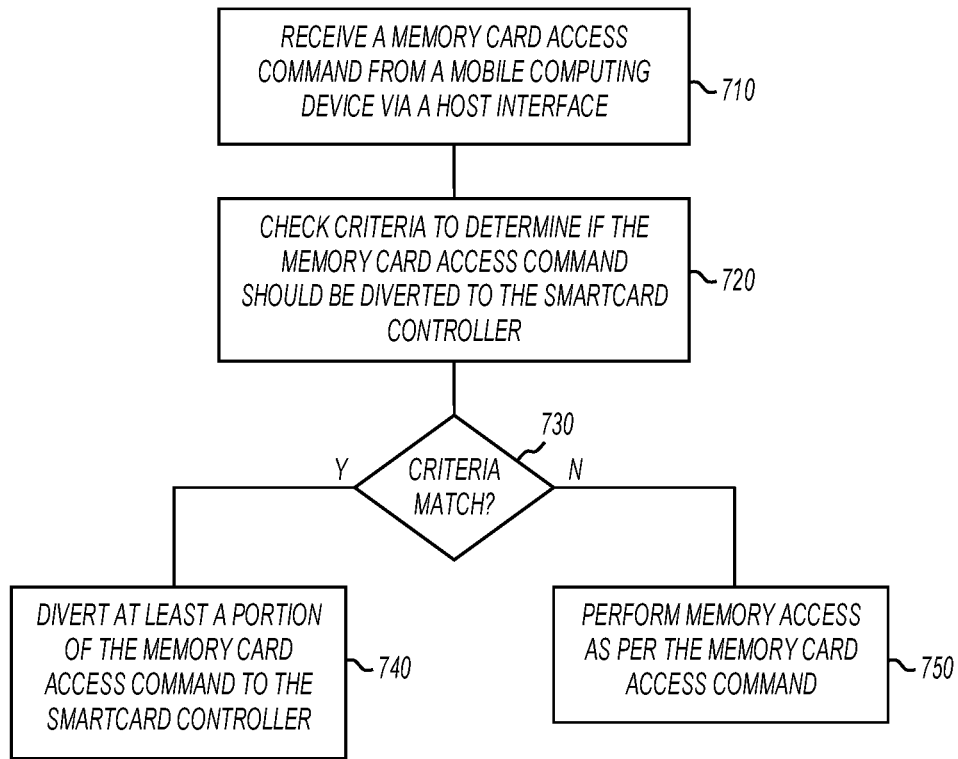 RECEIVE A MEMORY CARD ACCESS
COMMAND FROM A MOBILE COMPUTING
DEVICE VIA A HOST INTERFACE
710
CHECK CRITERIA TO DETERMINE IF THE
MEMORY CARD ACCESS COMMAND
SHOULD BE DIVERTED TO THE SMARTCARD
CONTROLLER
720
730
Y
CRITERIA
MATCH?
N
DIVERT AT LEAST A PORTION
OF THE MEMORY CARD
ACCESS COMMAND TO THE
SMARTCARD CONTROLLER
740
PERFORM MEMORY ACCESS
AS PER THE MEMORY CARD
ACCESS COMMAND
750